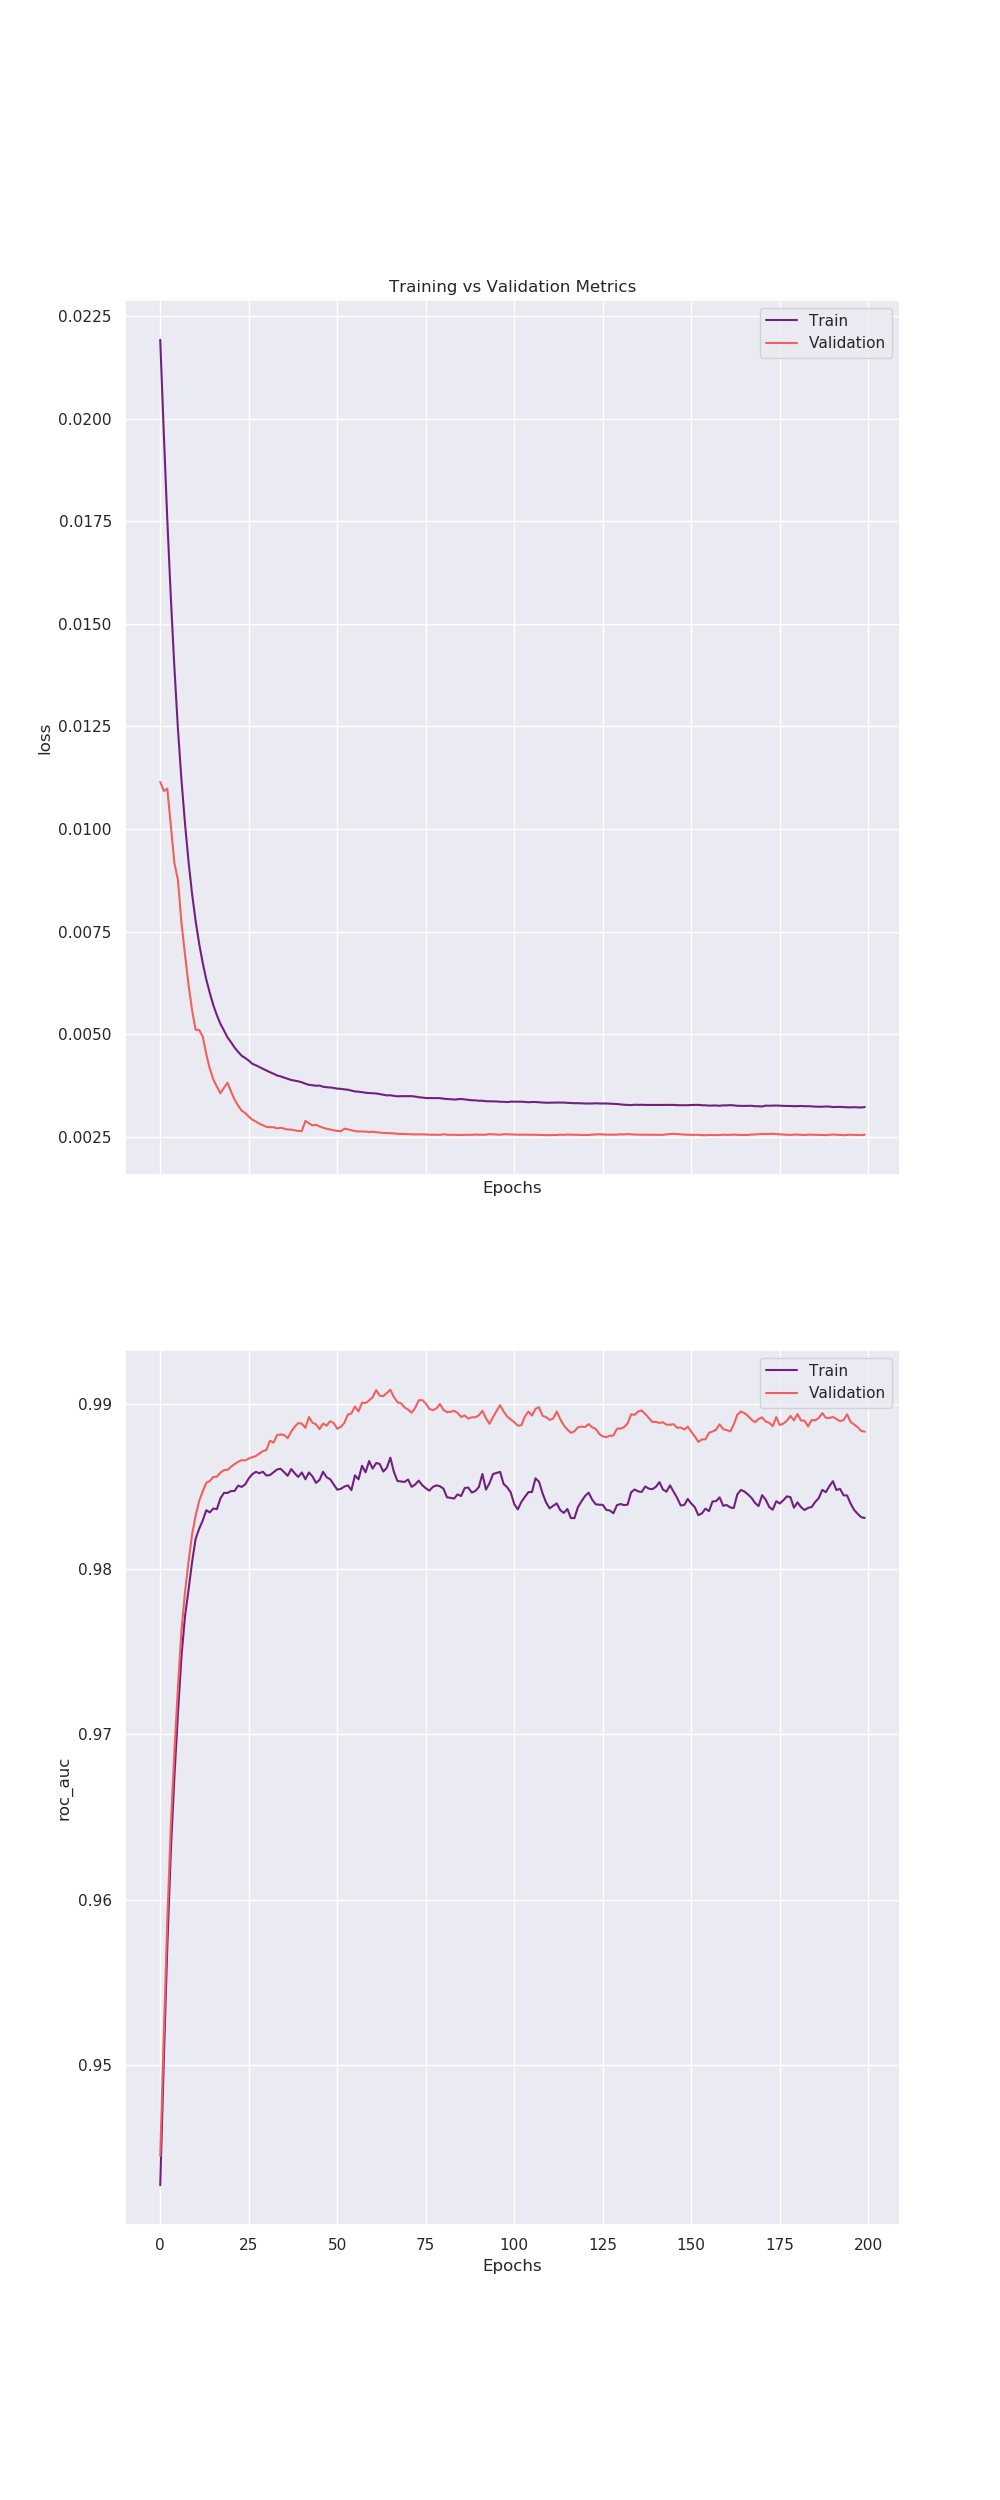 Training vs Validation Metrics
0.0225
0.0200
0.0175
0.0150
0.0125
0.0100
0.0075
0.0050
0.0025
loss
Train
Validation
Epochs
0.99
0.98
0.97
0.96
0.95
roc_auc
Train
Validation
0 25 50 75 100 125 150 175 200
Epochs